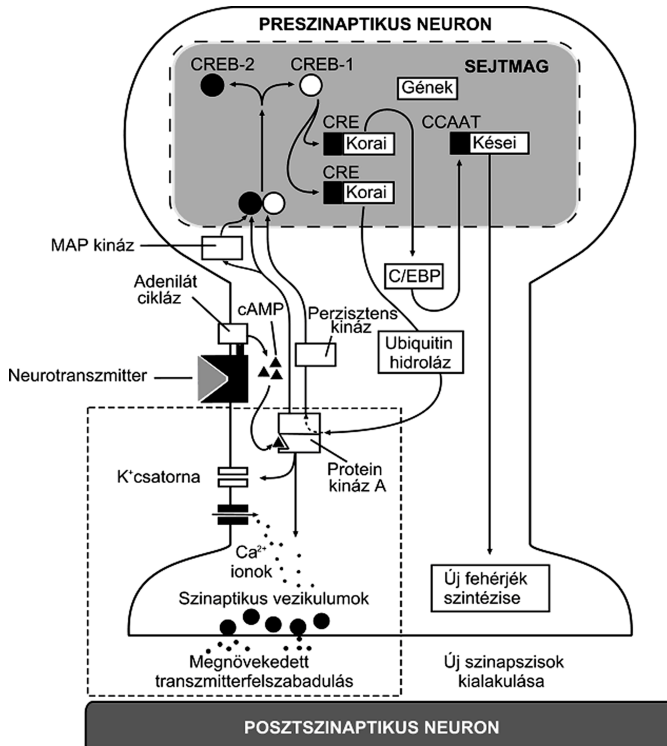 PRESZINAPTIKUS NEURON
SEJTMAG
CREB-2
CREB-1
Gének
CRE
Korai
CCAAT
Kései
CRE
Korai
MAP kináz
C/EBP
Adenilát
cikláz
cAMP
Perzisztens
kináz
Ubiquitin
hidroláz
Neurotranszmitter
K⁺csatorna
Protein
kináz A
Ca²⁺
ionok
Szinaptikus vezikulumok
Új fehérjék
szintézise
Megnövekedett
transzmitterfelszabadulás
Új szinapszisok
kialakulása
POSZTSZINAPTIKUS NEURON